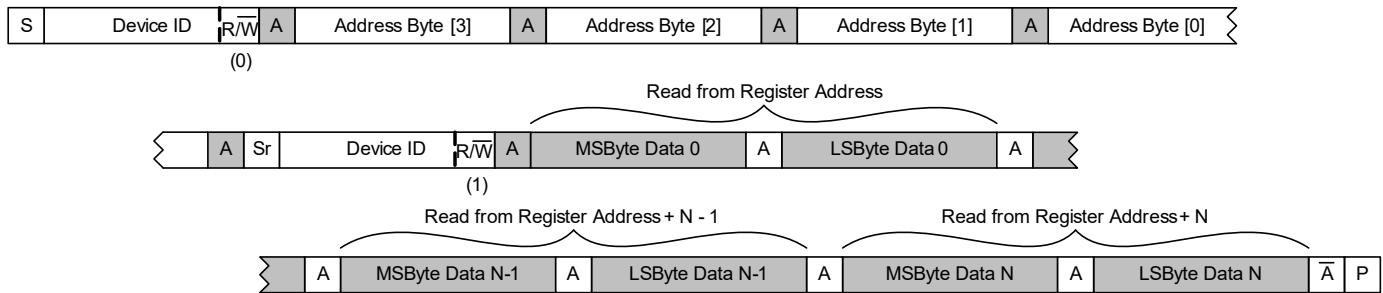 S Device ID R/W̅ A Address Byte [3] A Address Byte [2] A Address Byte [1] A Address Byte [0]
(0)
Read from Register Address
A Sr Device ID R/W̅ A MSByte Data 0 A LSByte Data 0 A
(1)
Read from Register Address + N - 1 Read from Register Address + N
A MSByte Data N-1 A LSByte Data N-1 A MSByte Data N A LSByte Data N A̅ P